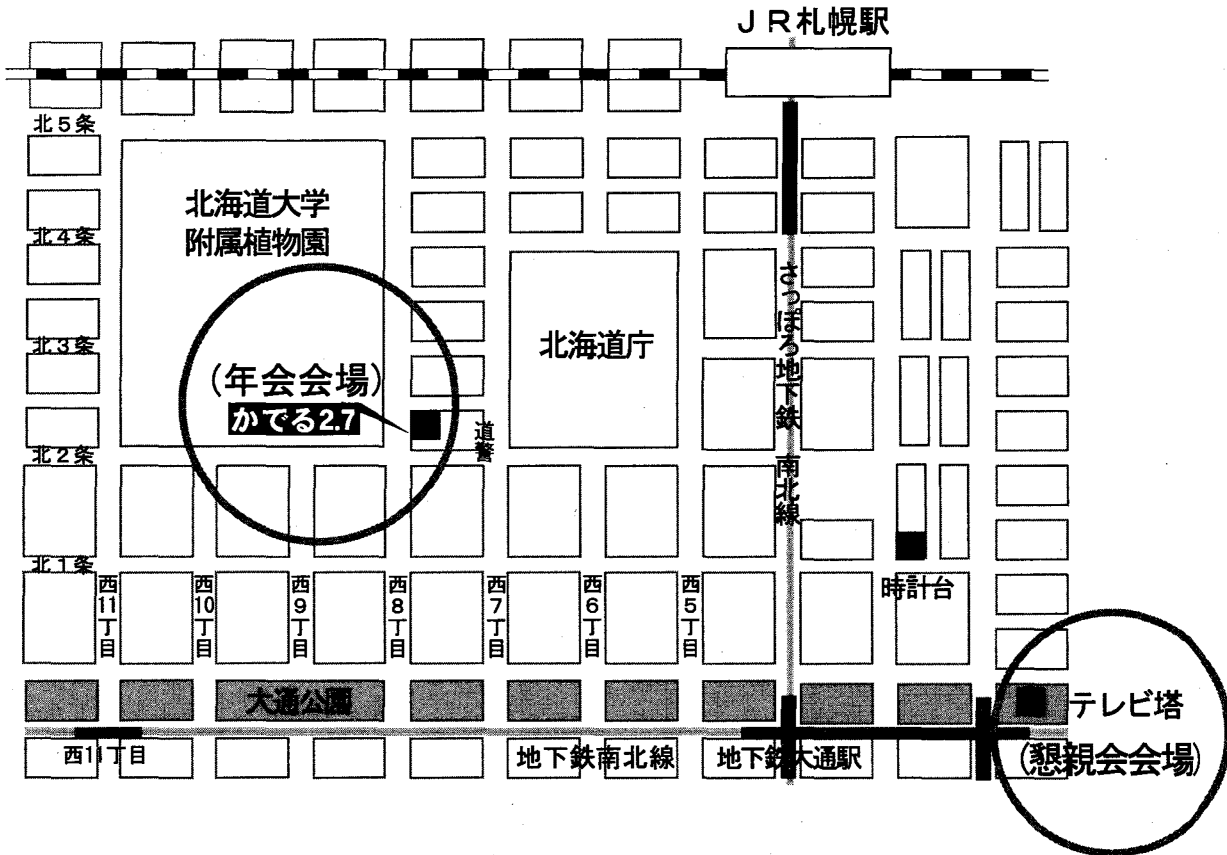 JR札幌駅
北5条
北海道大学
附属植物園
北4条
さっぽろ地下鉄 南北線
北3条
北海道庁
(年会会場)
かでる2.7
道警
北2条
北1条
時計台
西11丁目
西10丁目
西9丁目
西8丁目
西7丁目
西6丁目
西5丁目
大通公園
テレビ塔
西11丁目
地下鉄南北線
地下鉄大通駅
(懇親会会場)